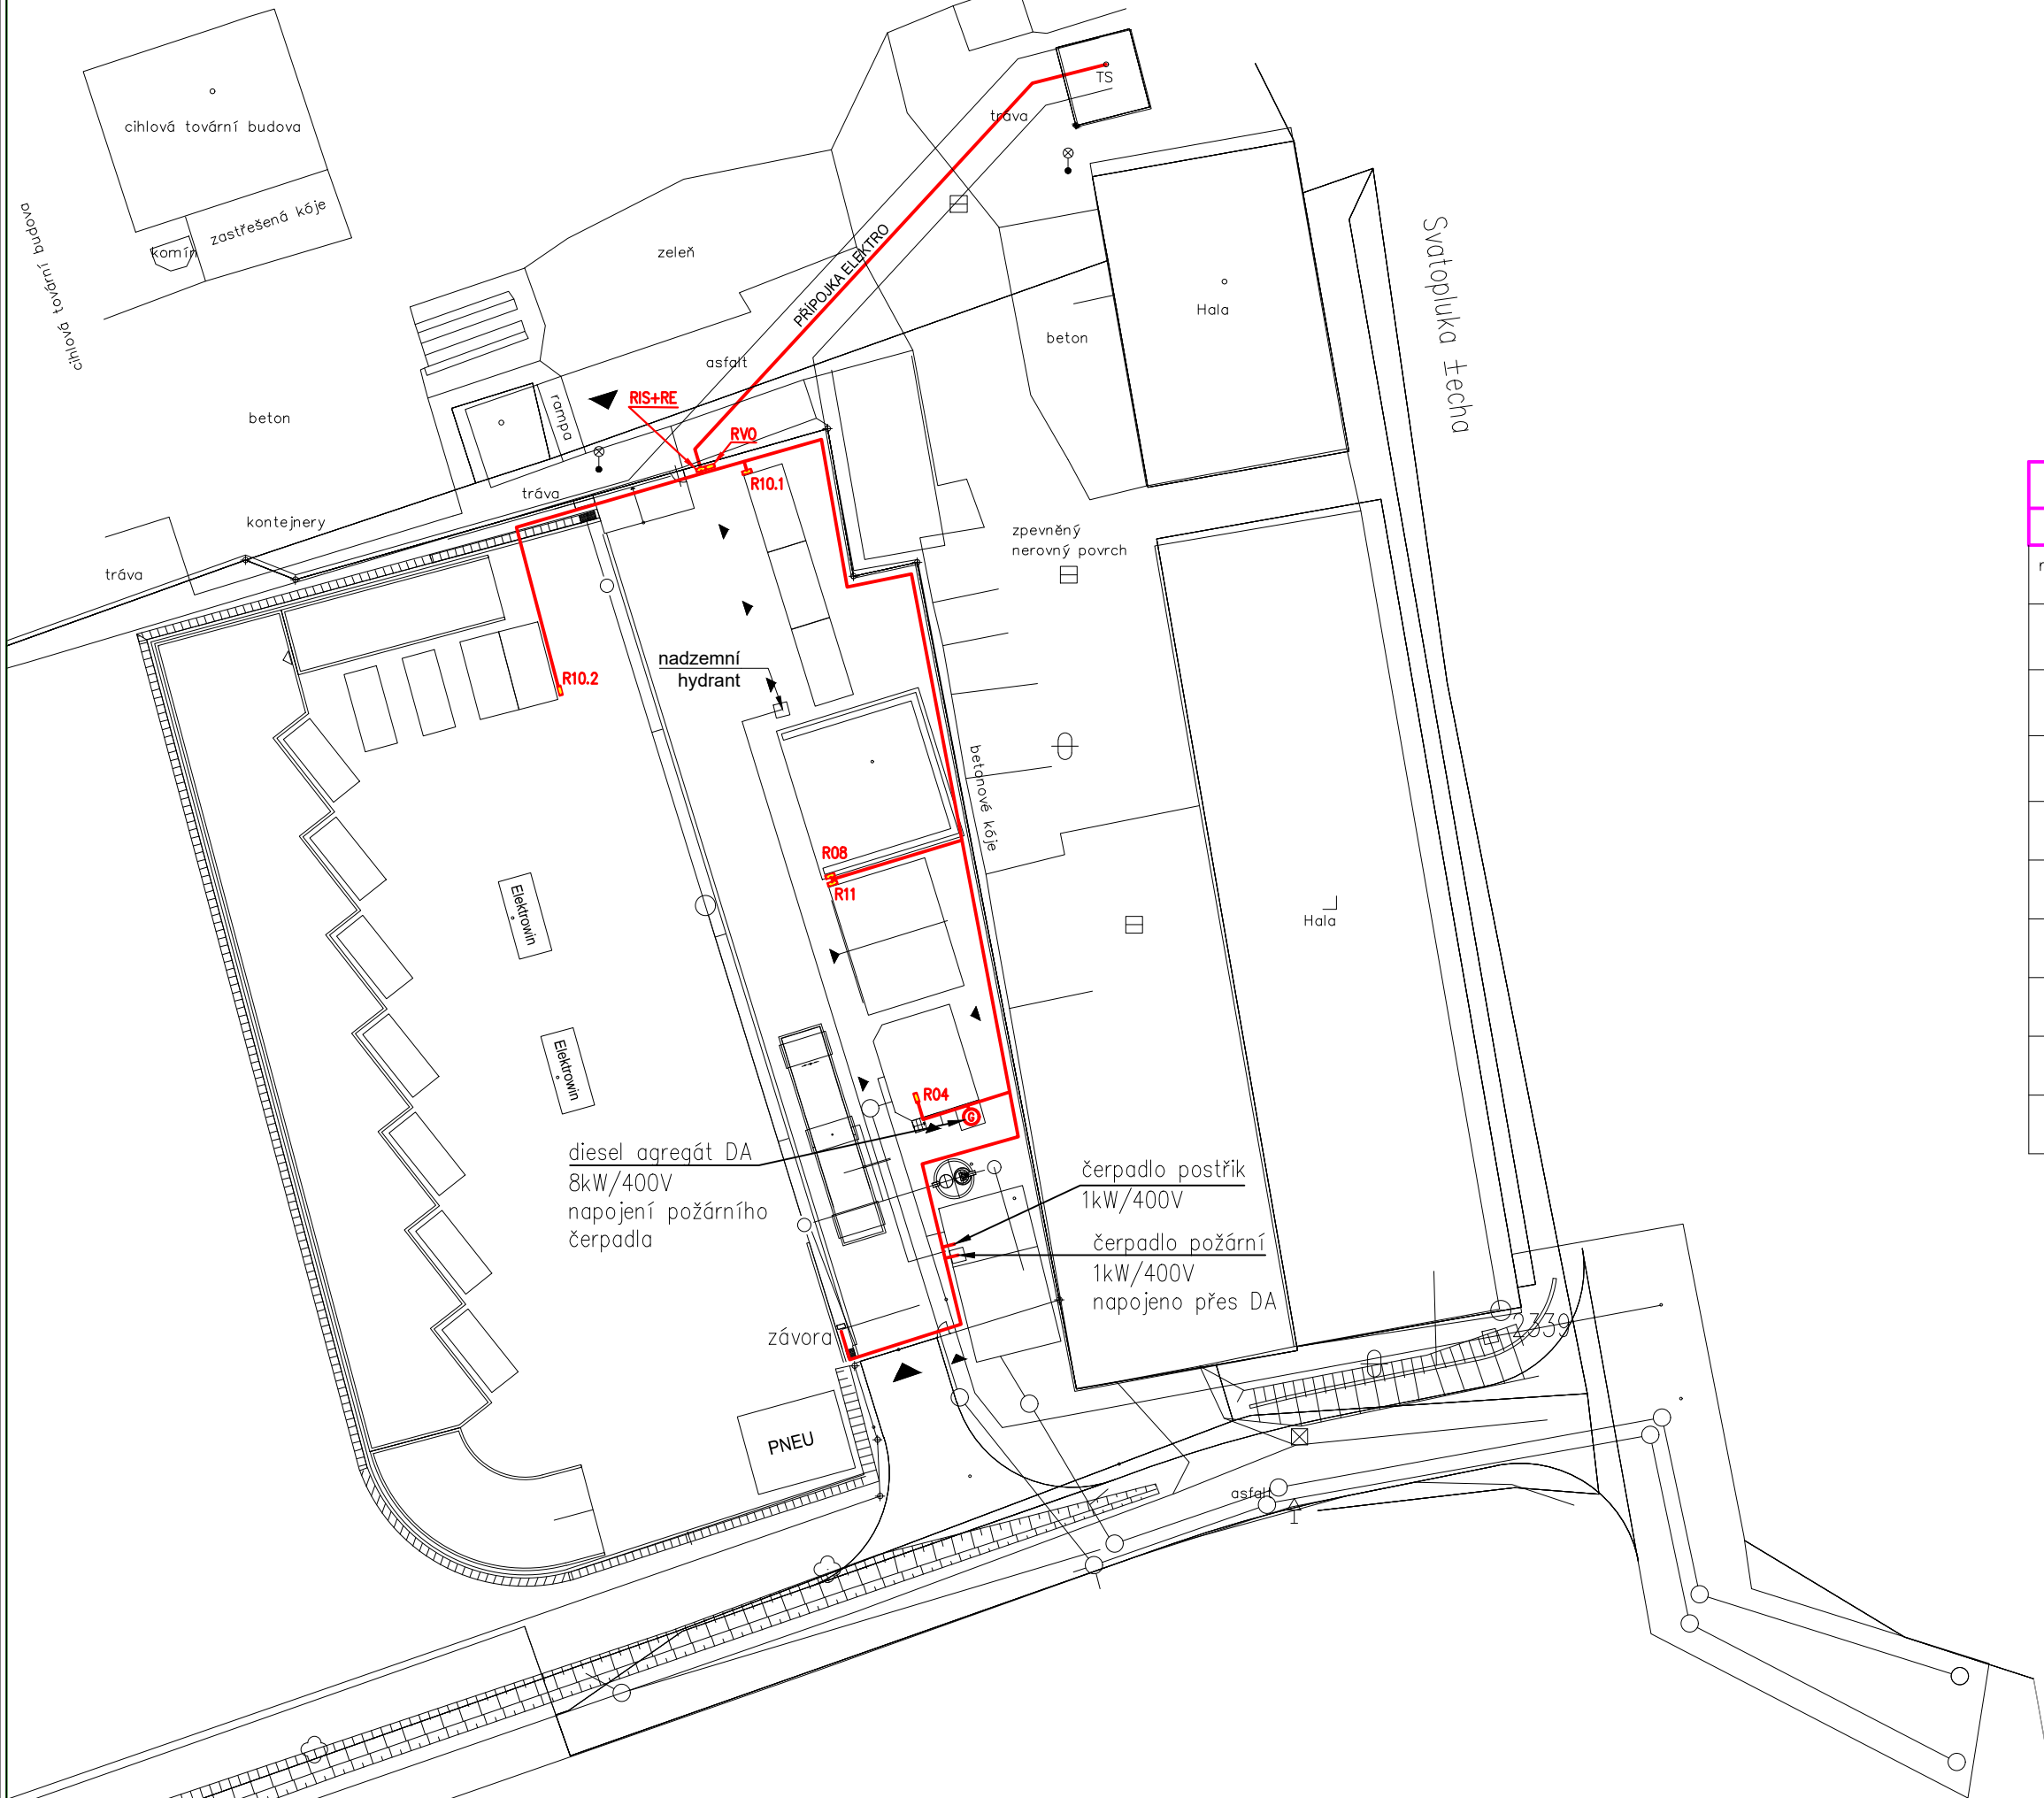 TS
tráva
cihlová tovární budova
zastřešená kóje
komín
cihlová tovární budova
zeleň
PŘÍPOJKA ELEKTRO
Svatopluka ±echa
Hala
beton
asfalt
RIS+RE
rampa
beton
RVO
R10.1
tráva
kontejnery
zpevněný
nerovný povrch
tráva
nadzemní
hydrant
R10.2
betonové kóje
R08
R11
Elektrowin
Hala
Elektrowin
R04
G
diesel agregát DA
8kW/400V
napojení požárního
čerpadla
čerpadlo postřik
1kW/400V
čerpadlo požární
1kW/400V
napojeno přes DA
závora
2339
PNEU
asfalt